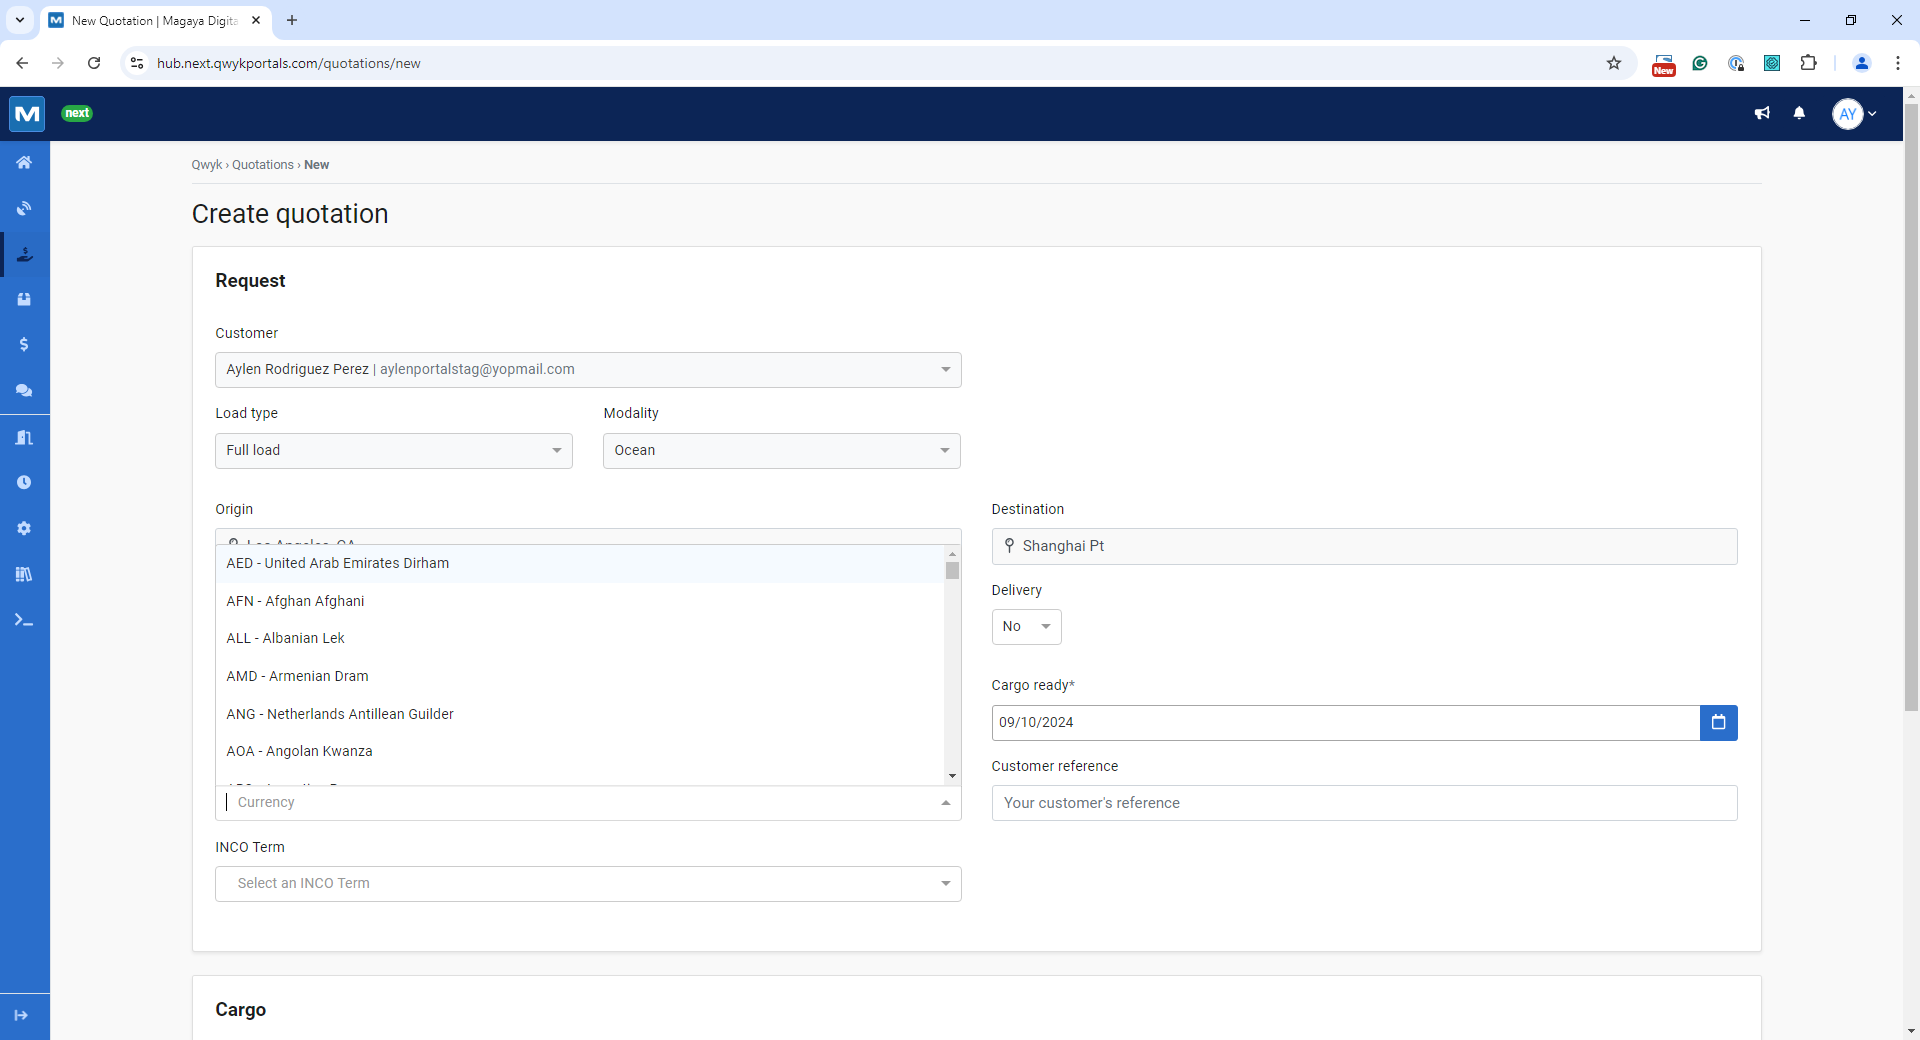 New Quotation | Magaya Digita
hub.next.qwykportals.com/quotations/new
New
next
AY
Qwyk › Quotations › New
Create quotation
Request
Customer
Aylen Rodriguez Perez | aylenportalstag@yopmail.com
Load type
Modality
Full load
Ocean
Origin
Destination
Los Angeles, CA
Shanghai Pt
AED - United Arab Emirates Dirham
AFN - Afghan Afghani
ALL - Albanian Lek
AMD - Armenian Dram
ANG - Netherlands Antillean Guilder
AOA - Angolan Kwanza
Delivery
No
Cargo ready*
09/10/2024
Customer reference
Currency
Your customer's reference
INCO Term
Select an INCO Term
Cargo